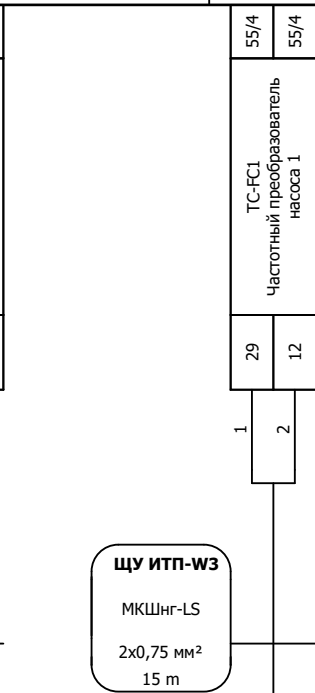 55/4
55/4
TC-FC1
Частотный преобразователь
насоса 1
29
12
1
2
ЩУ ИТП-W3
МКШнг-LS
2x0,75 мм²
15 m